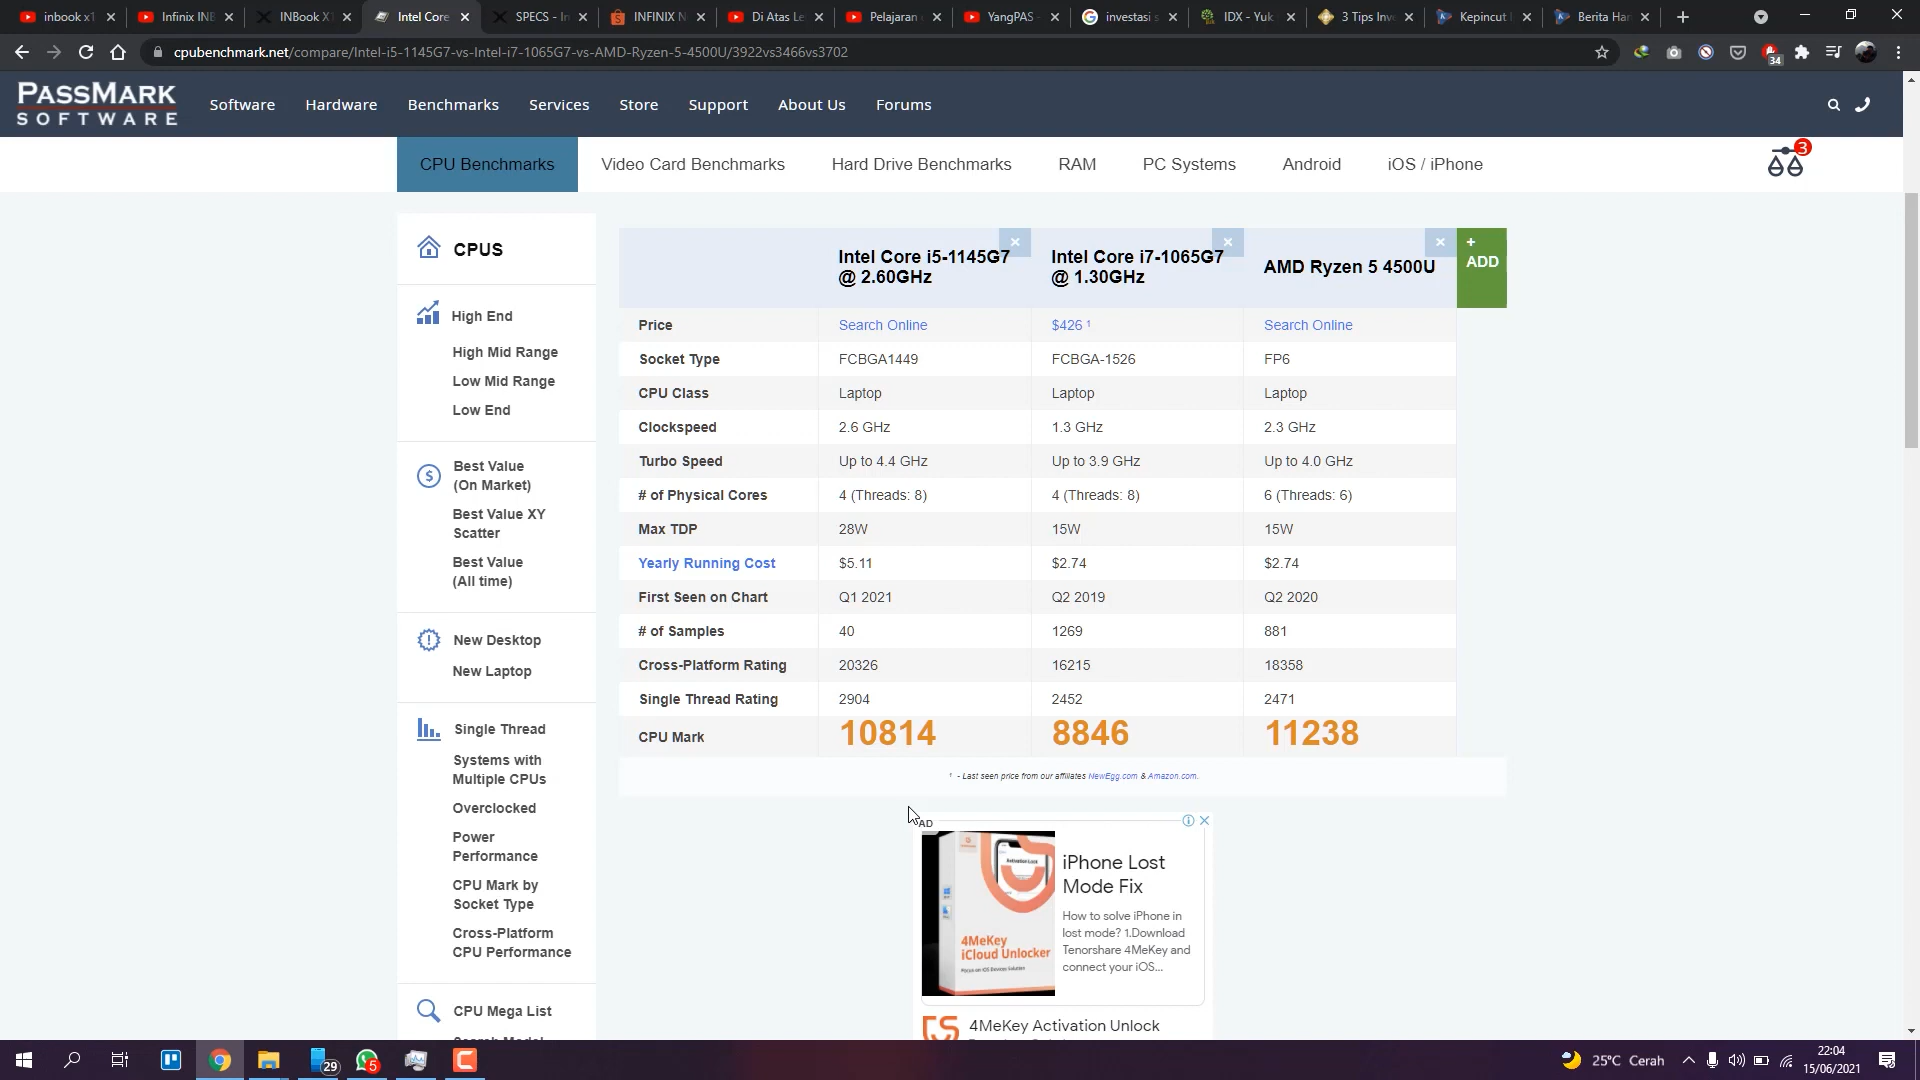 inbook x1
Infinix INB
INBook X
Intel Core
SPECS - In
INFINIX N
Di Atas Le
Pelajaran
YangPAS
investasi s
IDX - Yuk
3 Tips Inv
Kepincut
Berita Har
cpubenchmark.net/compare/Intel-i5-1145G7-vs-Intel-i7-1065G7-vs-AMD-Ryzen-5-4500U/3922vs3466vs3702
34
PASSMARK
SOFTWARE
Software
Hardware
Benchmarks
Services
Store
Support
About Us
Forums
CPU Benchmarks
Video Card Benchmarks
Hard Drive Benchmarks
RAM
PC Systems
Android
iOS / iPhone
3
CPUS
High End
High Mid Range
Low Mid Range
Low End
Best Value
(On Market)
Best Value XY
Scatter
Best Value
(All time)
New Desktop
New Laptop
Single Thread
Systems with
Multiple CPUs
Overclocked
Power
Performance
CPU Mark by
Socket Type
Cross-Platform
CPU Performance
CPU Mega List
Intel Core i5-1145G7
@ 2.60GHz
Intel Core i7-1065G7
@ 1.30GHz
AMD Ryzen 5 4500U
+
ADD
Price Search Online $426 ¹ Search Online
Socket Type FCBGA1449 FCBGA-1526 FP6
CPU Class Laptop Laptop Laptop
Clockspeed 2.6 GHz 1.3 GHz 2.3 GHz
Turbo Speed Up to 4.4 GHz Up to 3.9 GHz Up to 4.0 GHz
# of Physical Cores 4 (Threads: 8) 4 (Threads: 8) 6 (Threads: 6)
Max TDP 28W 15W 15W
Yearly Running Cost $5.11 $2.74 $2.74
First Seen on Chart Q1 2021 Q2 2019 Q2 2020
# of Samples 40 1269 881
Cross-Platform Rating 20326 16215 18358
Single Thread Rating 2904 2452 2471
CPU Mark 10814 8846 11238
¹ - Last seen price from our affiliates NewEgg.com & Amazon.com.
AD
4MeKey
iCloud Unlocker
iPhone Lost
Mode Fix
How to solve iPhone in
lost mode? 1.Download
Tenorshare 4MeKey and
connect your iOS...
4MeKey Activation Unlock
29
5
25°C Cerah
22:04
15/06/2021